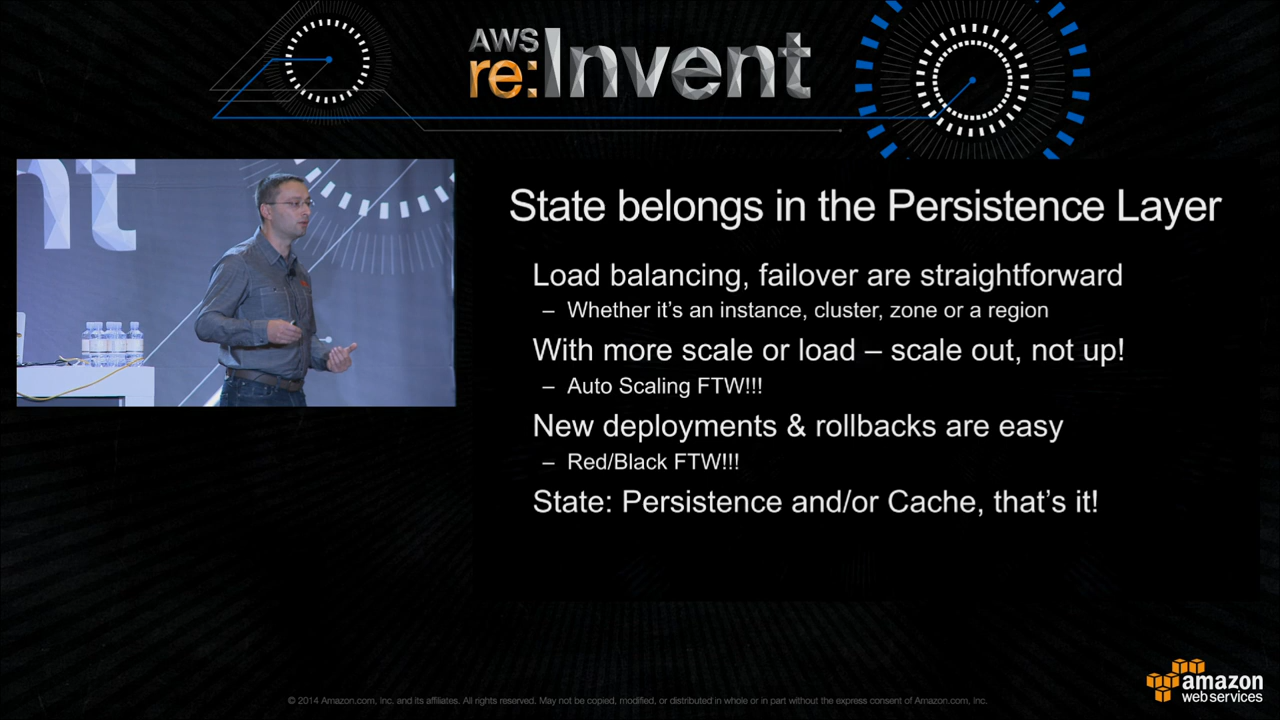 AWS
re:Invent
nt
State belongs in the Persistence Layer
Load balancing, failover are straightforward
– Whether it's an instance, cluster, zone or a region
With more scale or load – scale out, not up!
– Auto Scaling FTW!!!
New deployments & rollbacks are easy
– Red/Black FTW!!!
State: Persistence and/or Cache, that's it!
amazon
web services
© 2014 Amazon.com, inc. and its affiliates. All rights reserved. May not be copied, modified, or distributed in whole or in part without the express consent of Amazon.com, inc.